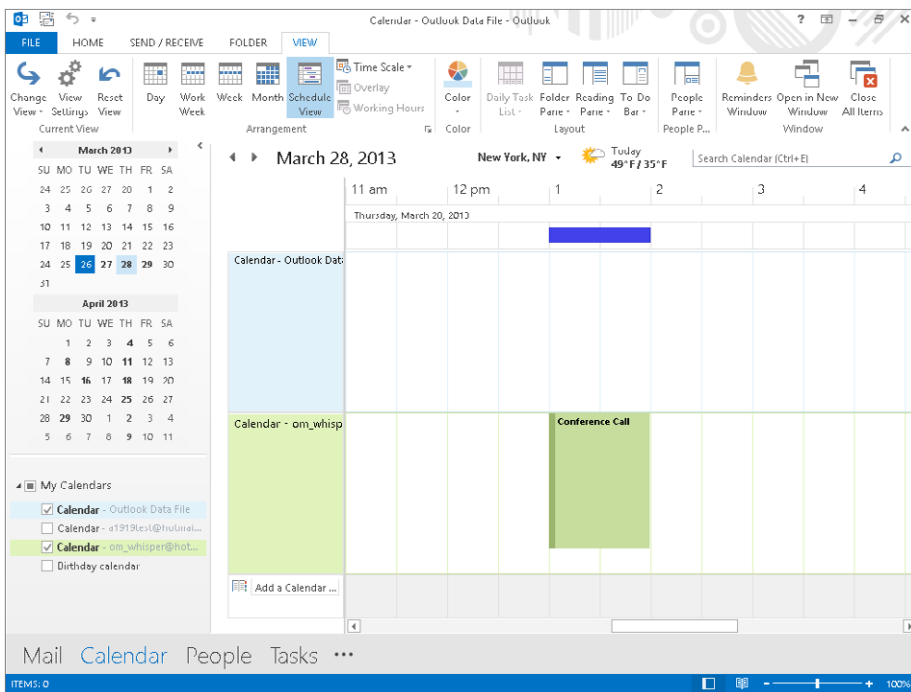 Calendar - Outlook Data File - Outlook
FILE HOME SEND / RECEIVE FOLDER VIEW
Change View View Settings Reset View Day Work Week Week Month Schedule View Time Scale Overlay Working Hours Color Daily Task List Folder Pane Reading Pane To Do Bar People Pane Reminders Window Open in New Window Close All Items
Current View Arrangement Color Layout People P... Window
March 2013
SU MO TU WE TH FR SA
24 25 26 27 28 1 2
3 4 5 6 7 8 9
10 11 12 13 14 15 16
17 18 19 20 21 22 23
24 25 26 27 28 29 30
31
April 2013
SU MO TU WE TH FR SA
1 2 3 4 5 6
7 8 9 10 11 12 13
14 15 16 17 18 19 20
21 22 23 24 25 26 27
28 29 30 1 2 3 4
5 6 7 8 9 10 11
My Calendars
Calendar - Outlook Data File
Calendar - a1919test@hotmai...
Calendar - om_whisper@hot...
Birthday calendar
March 28, 2013
New York, NY
Today
49°F / 35°F
Search Calendar (Ctrl+E)
11 am 12 pm 1 2 3 4
Thursday, March 28, 2013
Calendar - Outlook Dat
Calendar - om_whisp
Conference Call
Add a Calendar ...
Mail Calendar People Tasks •••
ITEMS: 0
100%